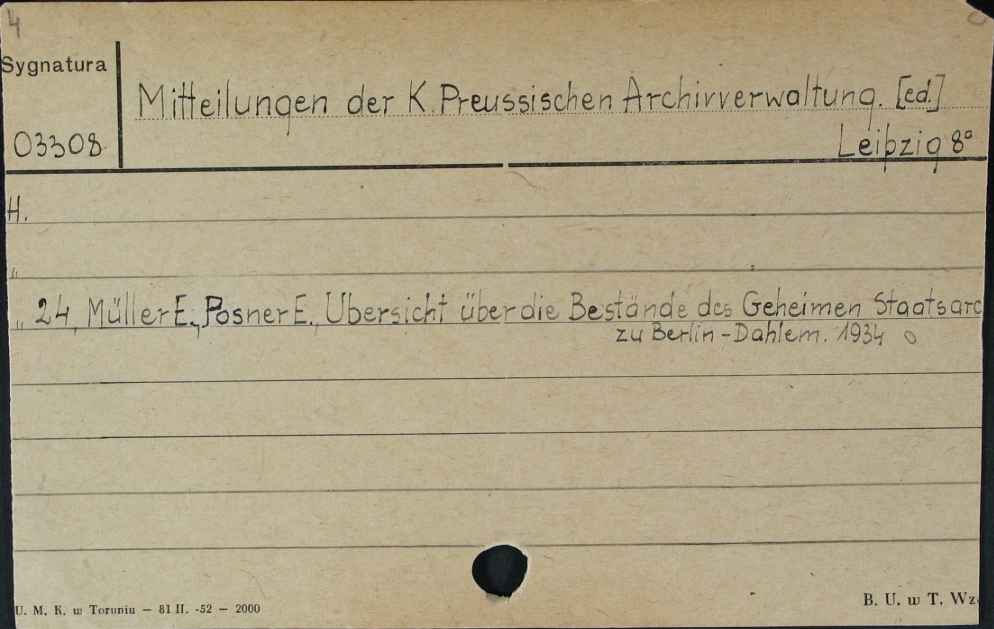 4
Sygnatura
Mitteilungen der K. Preussischen Archivverwaltung. [ed.]
03308
Leipzig 8°
H.
"
" 24, Müller E., Posner E., Übersicht über die Bestände des Geheimen Staatsarc
zu Berlin-Dahlem. 1934
U. M. K. w Toruniu — 81 II. -52 — 2000
B. U. w T. Wz